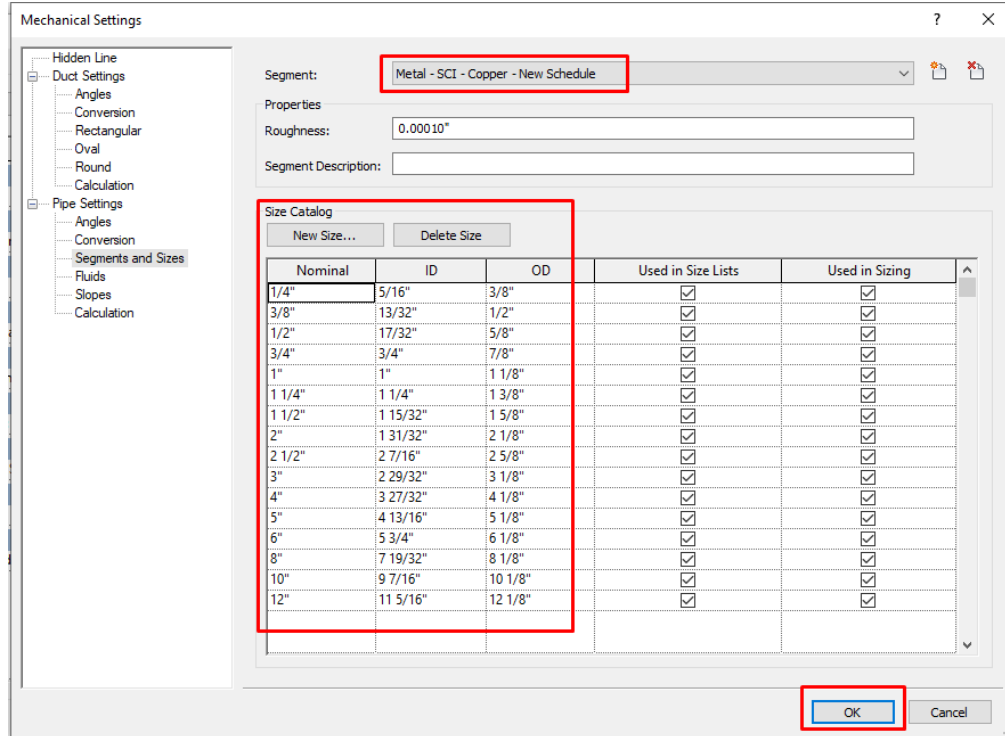 Mechanical Settings ? ×
Hidden Line
Duct Settings
Angles
Conversion
Rectangular
Oval
Round
Calculation
Pipe Settings
Angles
Conversion
Segments and Sizes
Fluids
Slopes
Calculation
Segment: Metal - SCI - Copper - New Schedule
Properties
Roughness: 0.00010"
Segment Description:
Size Catalog
New Size... Delete Size
Nominal ID OD Used in Size Lists Used in Sizing
1/4" 5/16" 3/8"
3/8" 13/32" 1/2"
1/2" 17/32" 5/8"
3/4" 3/4" 7/8"
1" 1" 1 1/8"
1 1/4" 1 1/4" 1 3/8"
1 1/2" 1 15/32" 1 5/8"
2" 1 31/32" 2 1/8"
2 1/2" 2 7/16" 2 5/8"
3" 2 29/32" 3 1/8"
4" 3 27/32" 4 1/8"
5" 4 13/16" 5 1/8"
6" 5 3/4" 6 1/8"
8" 7 19/32" 8 1/8"
10" 9 7/16" 10 1/8"
12" 11 5/16" 12 1/8"
OK Cancel